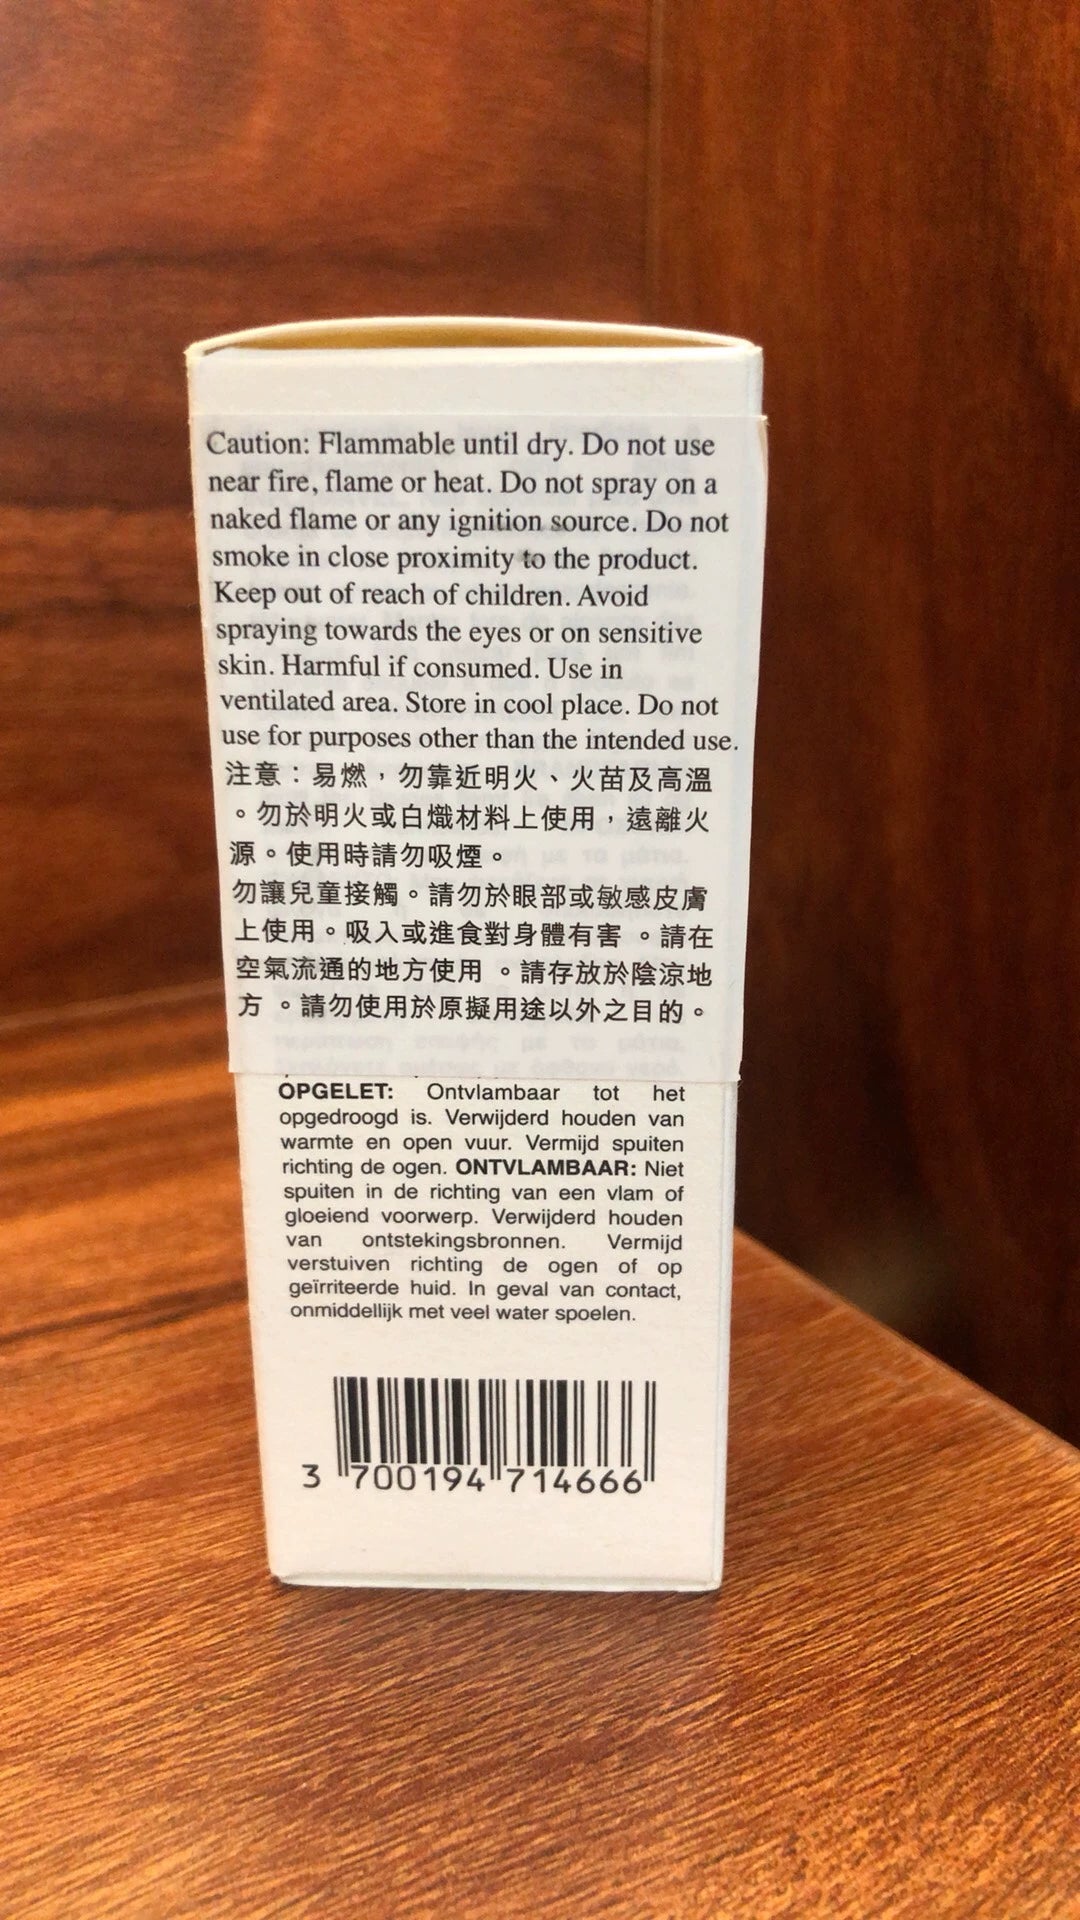 Caution: Flammable until dry. Do not use
near fire, flame or heat. Do not spray on a
naked flame or any ignition source. Do not
smoke in close proximity to the product.
Keep out of reach of children. Avoid
spraying towards the eyes or on sensitive
skin. Harmful if consumed. Use in
ventilated area. Store in cool place. Do not
use for purposes other than the intended use.
注意：易燃，勿靠近明火、火苗及高溫
。勿於明火或白熾材料上使用，遠離火
源。使用時請勿吸煙。
勿讓兒童接觸。請勿於眼部或敏感皮膚
上使用。吸入或進食對身體有害 。請在
空氣流通的地方使用 。請存放於陰涼地
方 。請勿使用於原擬用途以外之目的。
OPGELET: Ontvlambaar tot het
opgedroogd is. Verwijderd houden van
warmte en open vuur. Vermijd spuiten
richting de ogen. ONTVLAMBAAR: Niet
spuiten in de richting van een vlam of
gloeiend voorwerp. Verwijderd houden
van ontstekingsbronnen. Vermijd
verstuiven richting de ogen of op
geïrriteerde huid. In geval van contact,
onmiddellijk met veel water spoelen.
3 700194 714666